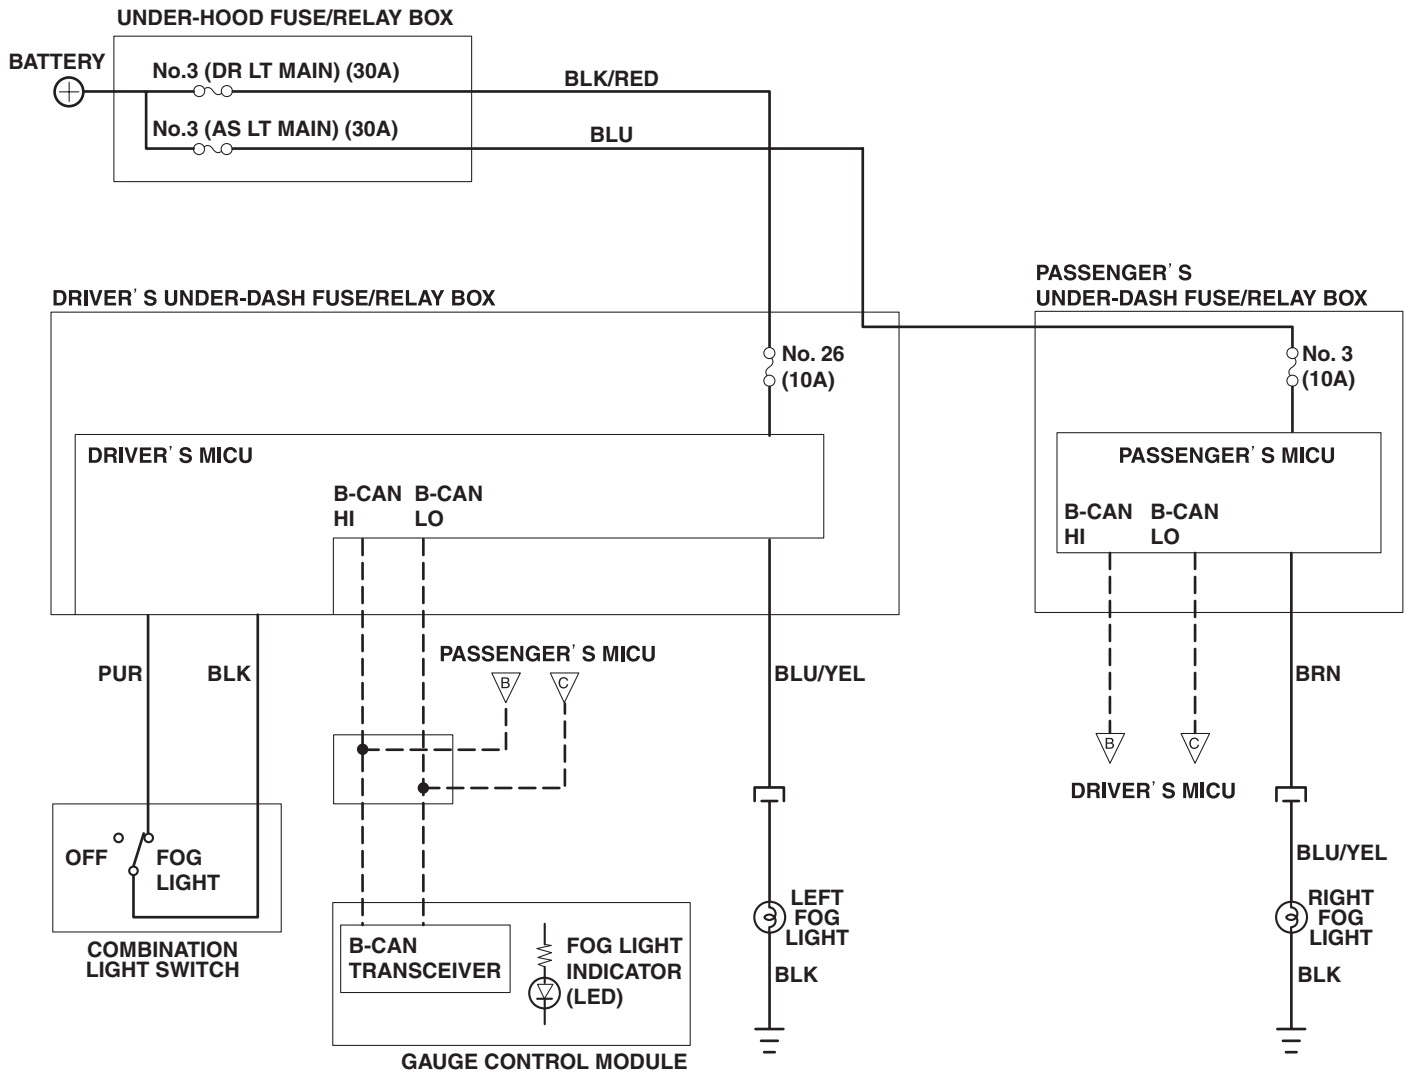 UNDER-HOOD FUSE/RELAY BOX
BATTERY
No.3 (DR LT MAIN) (30A)
BLK/RED
No.3 (AS LT MAIN) (30A)
BLU
PASSENGER'S
UNDER-DASH FUSE/RELAY BOX
DRIVER'S UNDER-DASH FUSE/RELAY BOX
No. 26
(10A)
No. 3
(10A)
DRIVER'S MICU
B-CAN
HI
B-CAN
LO
PASSENGER'S MICU
B-CAN
HI
B-CAN
LO
PUR
BLK
PASSENGER'S MICU
B
C
BLU/YEL
BRN
B
C
DRIVER'S MICU
OFF
FOG
LIGHT
COMBINATION
LIGHT SWITCH
B-CAN
TRANSCEIVER
FOG LIGHT
INDICATOR
(LED)
GAUGE CONTROL MODULE
LEFT
FOG
LIGHT
BLK
BLU/YEL
RIGHT
FOG
LIGHT
BLK